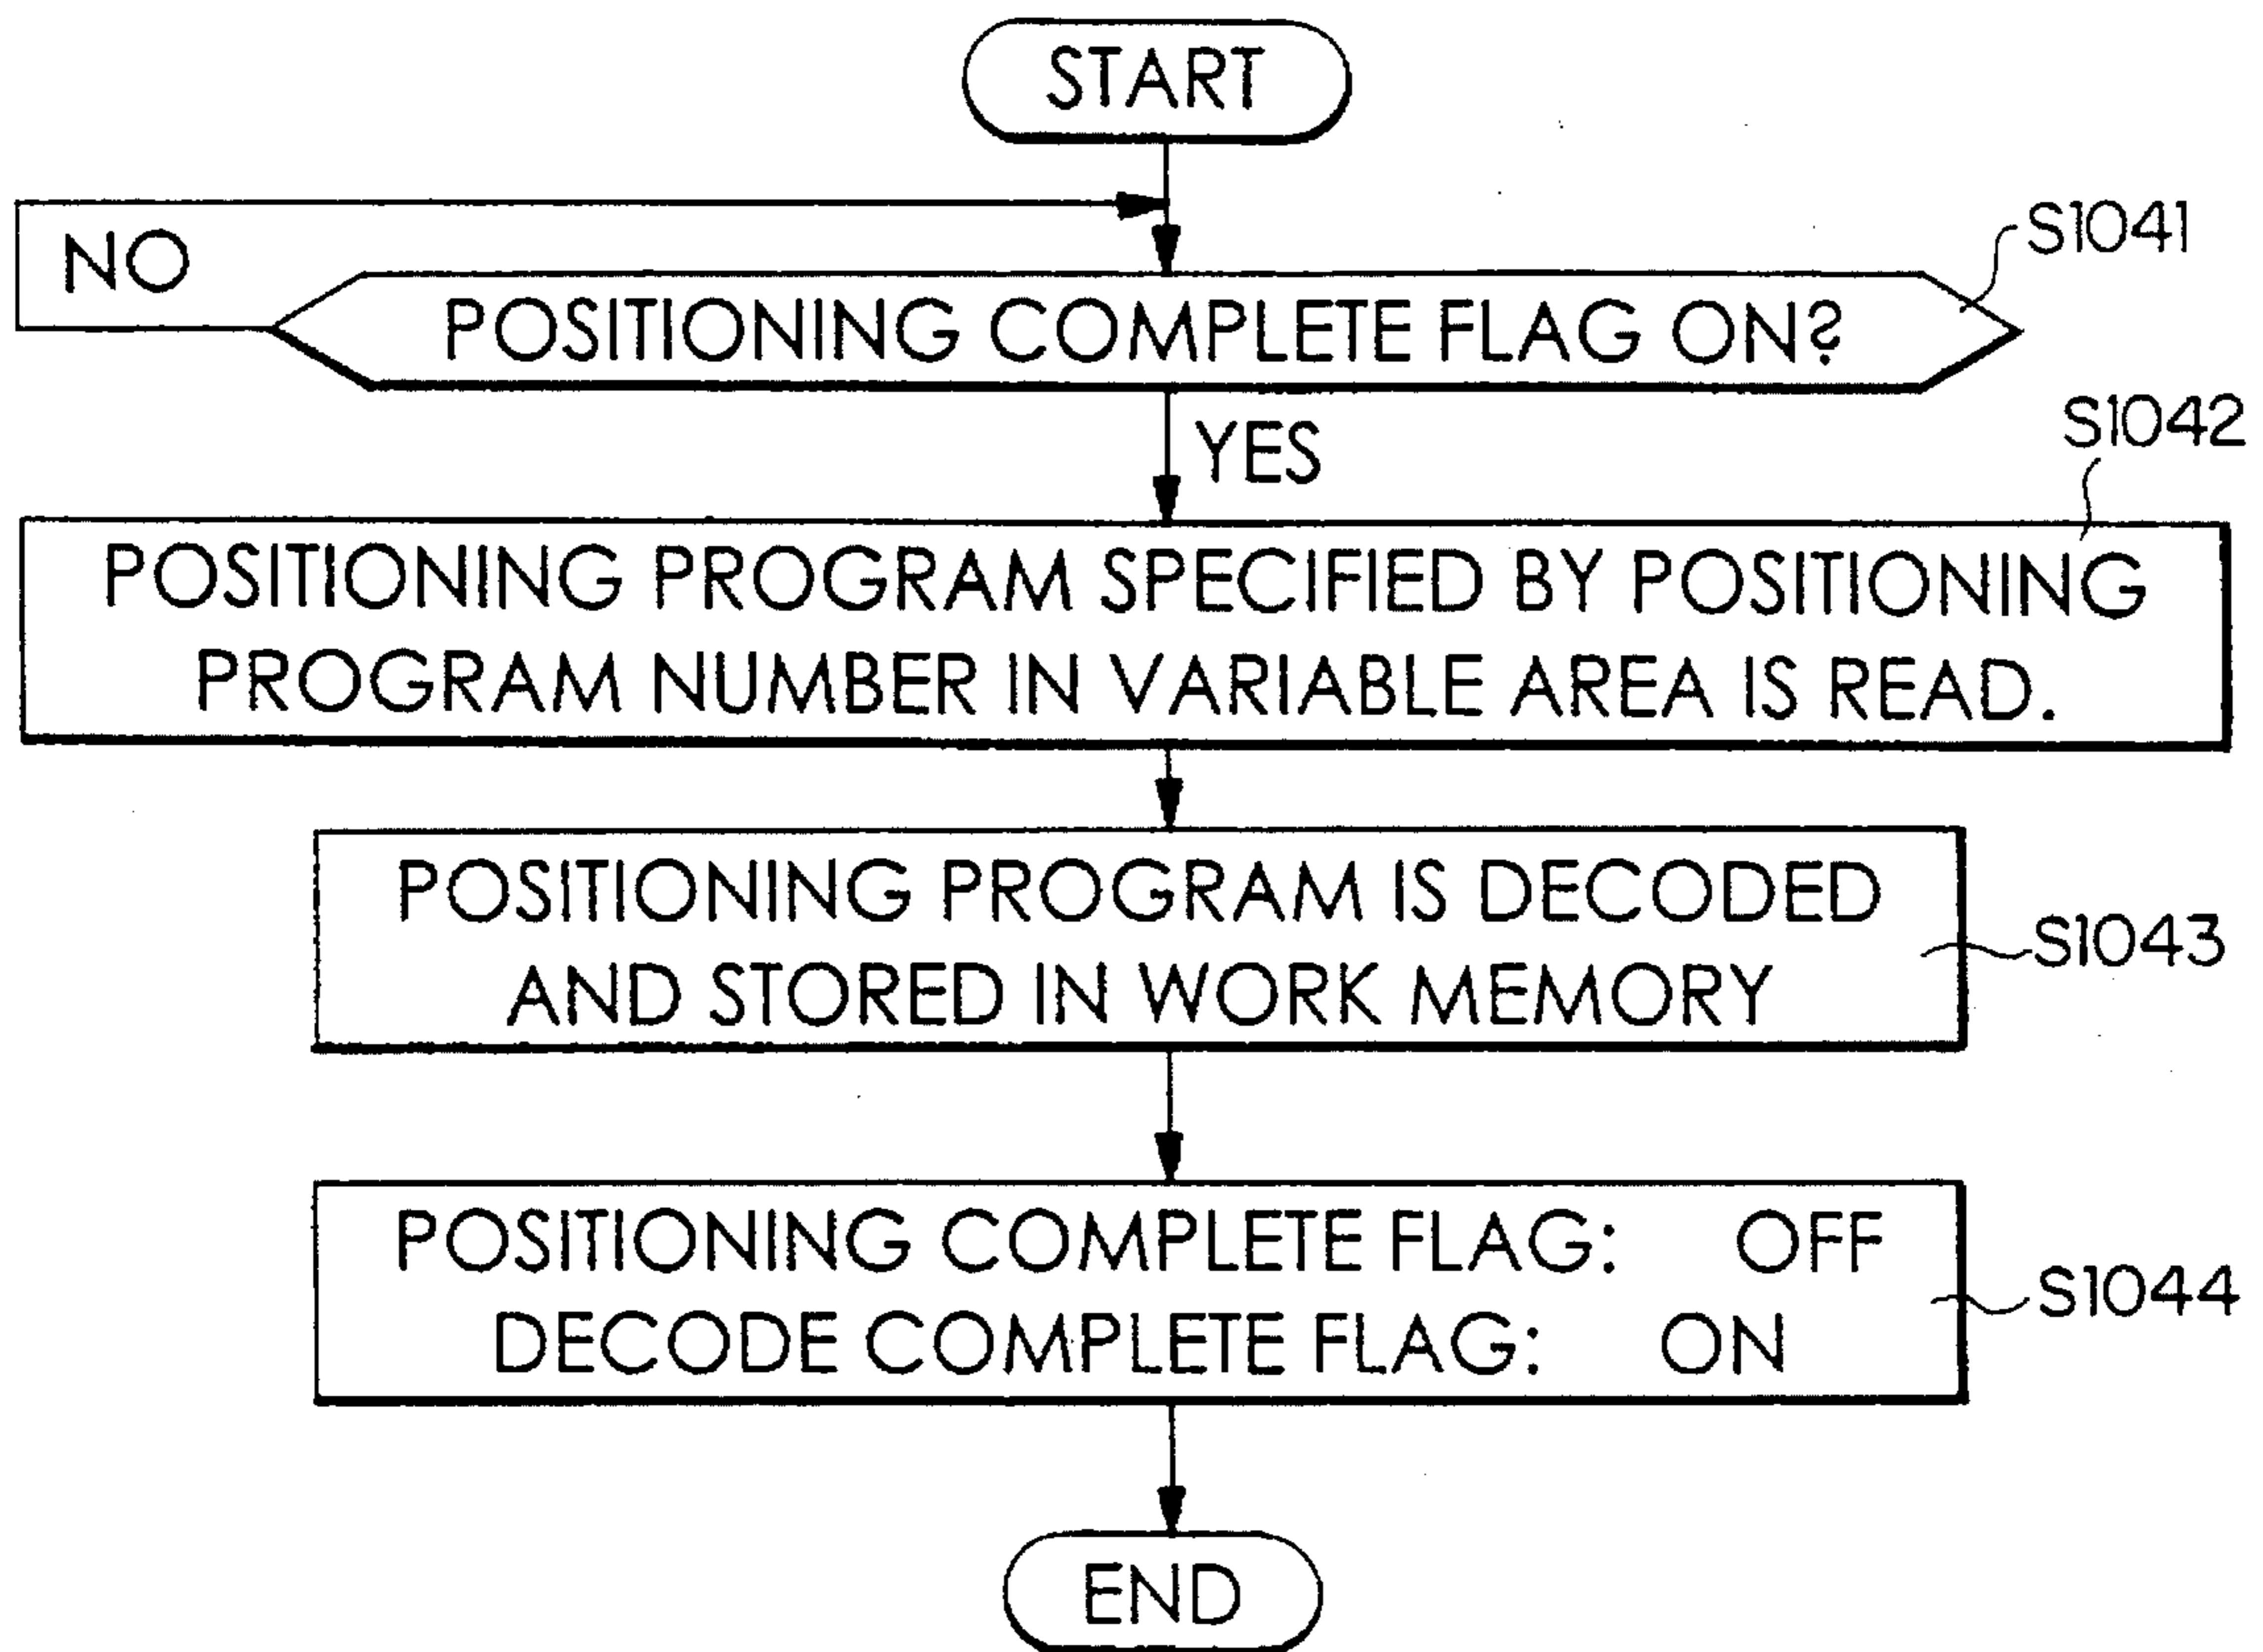 START
NO
S1041
POSITIONING COMPLETE FLAG ON?
YES
S1042
POSITIONING PROGRAM SPECIFIED BY POSITIONING
PROGRAM NUMBER IN VARIABLE AREA IS READ.
POSITIONING PROGRAM IS DECODED
AND STORED IN WORK MEMORY
S1043
POSITIONING COMPLETE FLAG: OFF
DECODE COMPLETE FLAG: ON
S1044
END